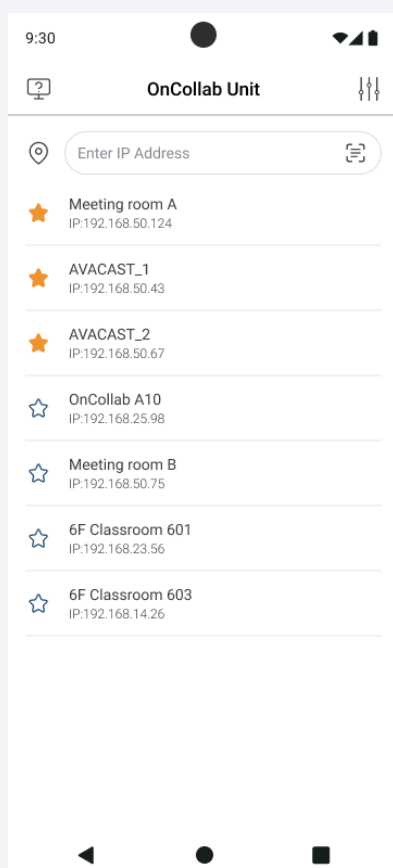 9:30
OnCollab Unit
Enter IP Address
Meeting room A
IP:192.168.50.124
AVACAST_1
IP:192.168.50.43
AVACAST_2
IP:192.168.50.67
OnCollab A10
IP:192.168.25.98
Meeting room B
IP:192.168.50.75
6F Classroom 601
IP:192.168.23.56
6F Classroom 603
IP:192.168.14.26